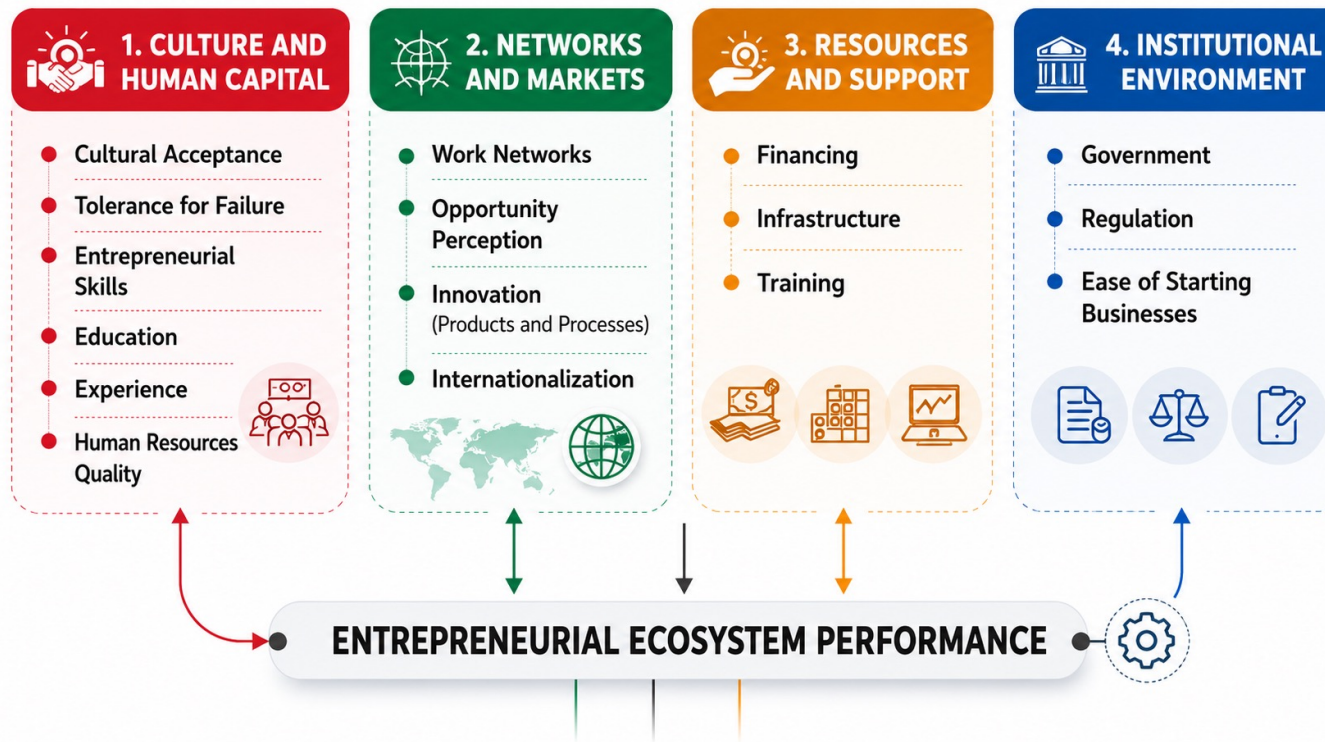 1. CULTURE AND
HUMAN CAPITAL
Cultural Acceptance
Tolerance for Failure
Entrepreneurial
Skills
Education
Experience
Human Resources
Quality
2. NETWORKS
AND MARKETS
Work Networks
Opportunity
Perception
Innovation
(Products and Processes)
Internationalization
3. RESOURCES
AND SUPPORT
Financing
Infrastructure
Training
$
4. INSTITUTIONAL
ENVIRONMENT
Government
Regulation
Ease of Starting
Businesses
ENTREPRENEURIAL ECOSYSTEM PERFORMANCE